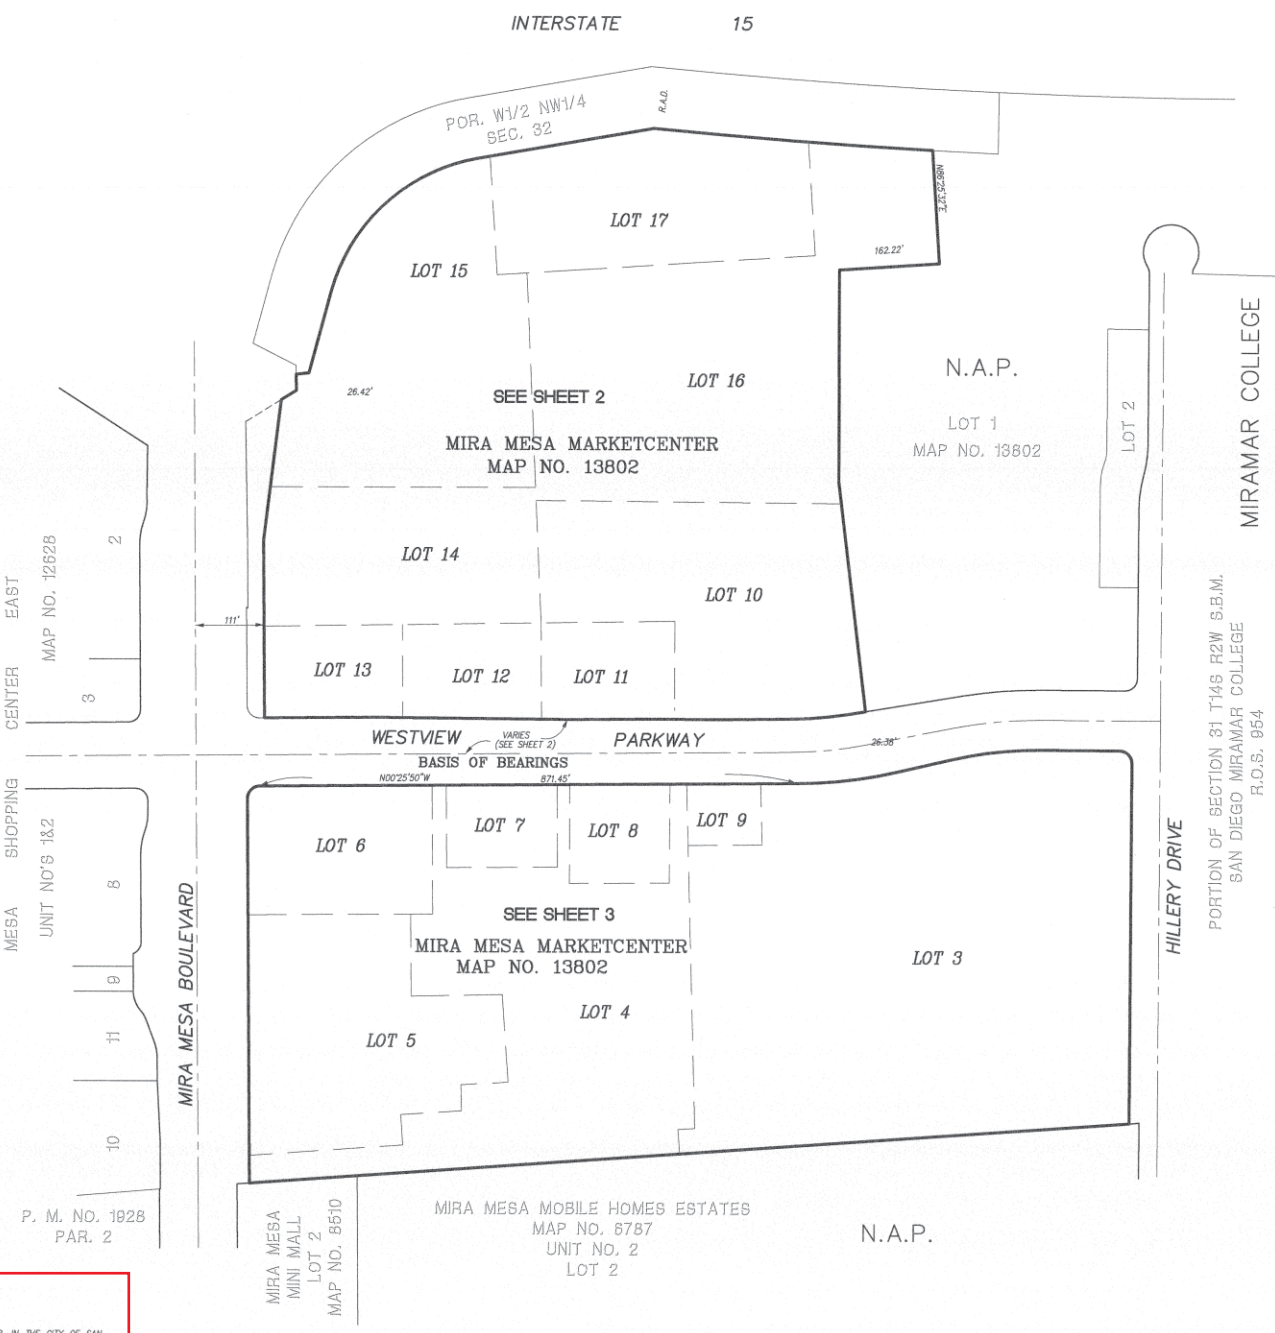 INTERSTATE 15
POR. W1/2 NW1/4
SEC. 32
R.A.D.
LOT 17
N86°25'32"E
162.22'
LOT 15
LOT 16
26.42'
SEE SHEET 2
MIRA MESA MARKETCENTER
MAP NO. 13802
N.A.P.
LOT 1
MAP NO. 13802
LOT 2
MIRAMAR COLLEGE
LOT 14
LOT 10
111'
LOT 13
LOT 12
LOT 11
MESA SHOPPING CENTER EAST
MAP NO. 12628
UNIT NO'S 1&2
2
3
8
9
11
10
WESTVIEW PARKWAY
VARIES
(SEE SHEET 2)
BASIS OF BEARINGS
N00°25'50"W 871.45'
26.38'
LOT 6
LOT 7
LOT 8
LOT 9
SEE SHEET 3
MIRA MESA MARKETCENTER
MAP NO. 13802
LOT 3
LOT 4
LOT 5
MIRA MESA BOULEVARD
HILLERY DRIVE
PORTION OF SECTION 31 T14S R2W S.B.M.
SAN DIEGO MIRAMAR COLLEGE
R.O.S. 954
P. M. NO. 1928
PAR. 2
MIRA MESA
MINI MALL
LOT 2
MAP NO. 8510
MIRA MESA MOBILE HOMES ESTATES
MAP NO. 6787
UNIT NO. 2
LOT 2
N.A.P.
IN THE CITY OF SAN